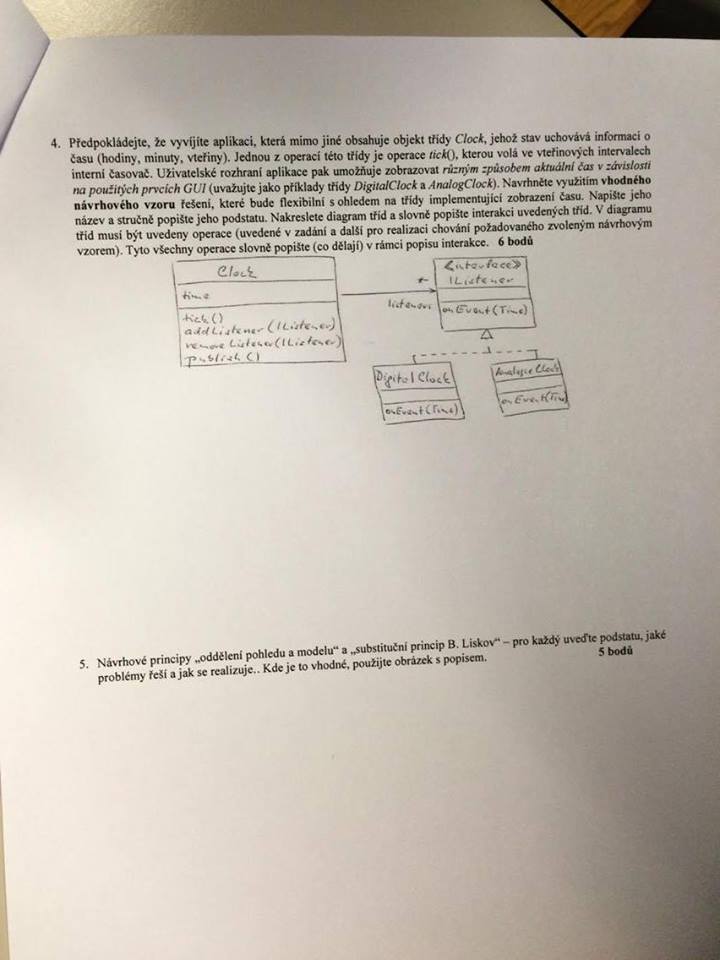 4. Předpokládejte, že vyvíjíte aplikaci, která mimo jiné obsahuje objekt třídy Clock, jehož stav uchovává informaci o
času (hodiny, minuty, vteřiny). Jednou z operací této třídy je operace tick(), kterou volá ve vteřinových intervalech
interní časovač. Uživatelské rozhraní aplikace pak umožňuje zobrazovat různým způsobem aktuální čas v závislosti
na použitých prvcích GUI (uvažujte jako příklady třídy DigitalClock a AnalogClock). Navrhněte využitím vhodného
návrhového vzoru řešení, které bude flexibilní s ohledem na třídy implementující zobrazení času. Napište jeho
název a stručně popište jeho podstatu. Nakreslete diagram tříd a slovně popište interakci uvedených tříd. V diagramu
tříd musí být uvedeny operace (uvedené v zadání a další pro realizaci chování požadovaného zvoleným návrhovým
vzorem). Tyto všechny operace slovně popište (co dělají) v rámci popisu interakce. 6 bodů
Clock
time
tick()
addListener(IListener)
removeListener(IListener)
publish()
*
listeners
<<interface>>
IListener
onEvent(Time)
DigitalClock
onEvent(Time)
Clock
onEvent(Time)
5. Návrhové principy „oddělení pohledu a modelu“ a „substituční princip B. Liskov“ – pro každý uveďte podstatu, jaké
problémy řeší a jak se realizuje.. Kde je to vhodné, použijte obrázek s popisem. 5 bodů